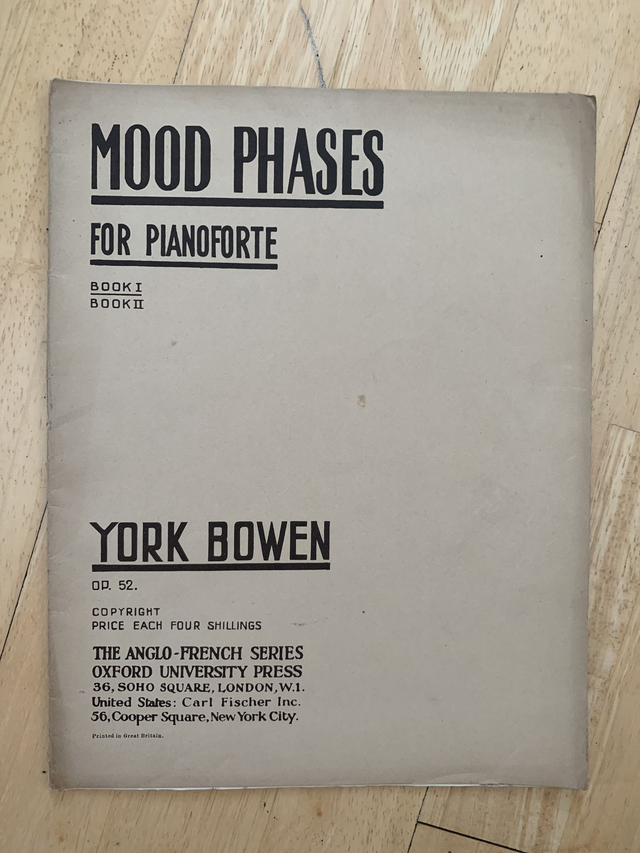 MOOD PHASES
FOR PIANOFORTE
BOOK I
BOOK II
YORK BOWEN
OP. 52.
COPYRIGHT
PRICE EACH FOUR SHILLINGS
THE ANGLO-FRENCH SERIES
OXFORD UNIVERSITY PRESS
36, SOHO SQUARE, LONDON, W.1.
United States: Carl Fischer Inc.
56, Cooper Square, New York City.
Printed in Great Britain.